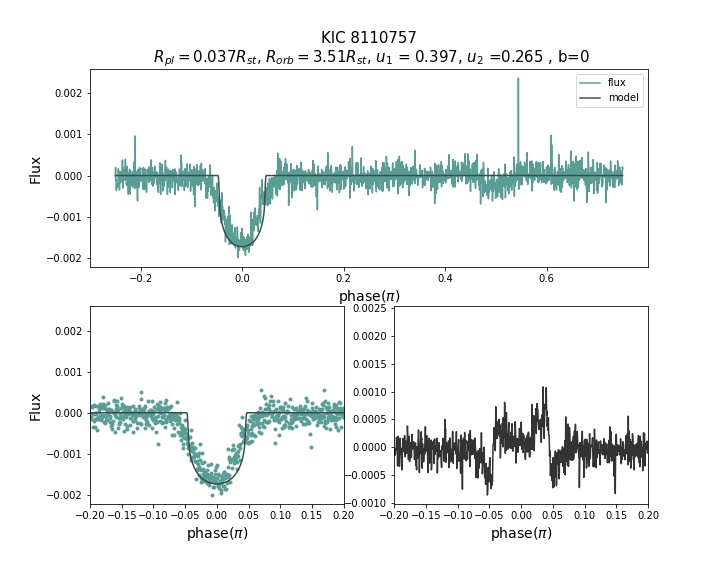 KIC 8110757
R_pl = 0.037R_st, R_orb = 3.51R_st, u_1 = 0.397, u_2 =0.265 , b=0
flux
model
Flux
0.002
0.001
0.000
−0.001
−0.002
−0.2 0.0 0.2 0.4 0.6
phase(π)
Flux
0.002
0.001
0.000
−0.001
−0.002
−0.20 −0.15 −0.10 −0.05 0.00 0.05 0.10 0.15 0.20
phase(π)
0.0025
0.0020
0.0015
0.0010
0.0005
0.0000
−0.0005
−0.0010
−0.20 −0.15 −0.10 −0.05 0.00 0.05 0.10 0.15 0.20
phase(π)